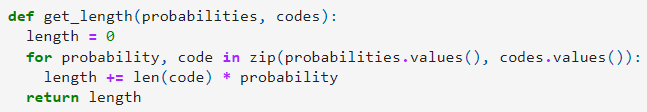 def get_length(probabilities, codes):
  length = 0
  for probability, code in zip(probabilities.values(), codes.values()):
    length += len(code) * probability
  return length